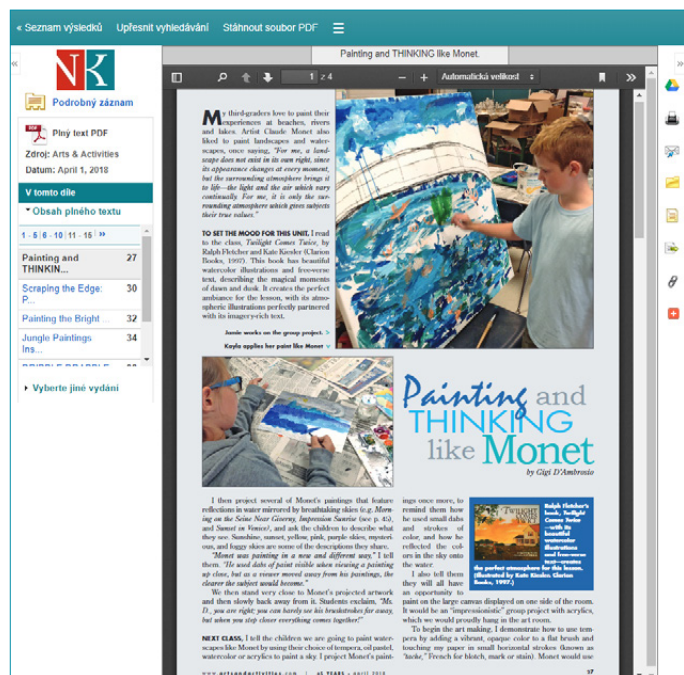 « Seznam výsledků Upřesnit vyhledávání Stáhnout soubor PDF
Painting and THINKING like Monet.
NK
Podrobný záznam
Plný text PDF
Zdroj: Arts & Activities
Datum: April 1, 2018
V tomto díle
Obsah plného textu
1 - 5 | 6 - 10 | 11 - 15 | »
Painting and THINKIN... 27
Scraping the Edge: P... 30
Painting the Bright ... 32
Jungle Paintings Ins... 34
Vyberte jiné vydání
1 z 4
Automatická velikost
My third-graders love to paint their
experiences at beaches, rivers
and lakes. Artist Claude Monet also
liked to paint landscapes and water-
scapes, once saying, "For me, a land-
scape does not exist in its own right, since
its appearance changes at every moment,
but the surrounding atmosphere brings it
to life—the light and the air which vary
continually. For me, it is only the sur-
rounding atmosphere which gives subjects
their true values."
TO SET THE MOOD FOR THIS UNIT, I read
to the class, Twilight Comes Twice, by
Ralph Fletcher and Kate Kiesler (Clarion
Books, 1997). This book has beautiful
watercolor illustrations and free-verse
text, describing the magical moments
of dawn and dusk. It creates the perfect
ambiance for the lesson, with its atmo-
spheric illustrations perfectly partnered
with its imagery-rich text.
Jamie works on the group project. >
Kayla applies her paint like Monet v
Painting and
THINKING
like Monet
by Gigi D'Ambrosio
I then project several of Monet's paintings that feature
reflections in water mirrored by breathtaking skies (e.g. Morn-
ing on the Seine Near Giverny, Impression Sunrise (see p. 45),
and Sunset in Venice), and ask the children to describe what
they see. Sunshine, sunset, yellow, pink, purple skies, mysteri-
ous, and foggy skies are some of the descriptions they share.
"Monet was painting in a new and different way," I tell
them. "He used dabs of paint visible when viewing a painting
up close, but as a viewer moved away from his paintings, the
clearer the subject would become."
We then stand very close to Monet's projected artwork
and then slowly back away from it. Students exclaim, "Ms.
D., you are right; you can barely see his brushstrokes far away,
but when you step closer everything comes together!"
NEXT CLASS, I tell the children we are going to paint water-
scapes like Monet by using their choice of tempera, oil pastel,
watercolor or acrylics to paint a sky. I project Monet's paint-
ings once more, to
remind them how
he used small dabs
and strokes of
color, and how he
reflected the col-
ors in the sky onto
the water.
I also tell them
they will all have
an opportunity to
paint on the large canvas displayed on one side of the room.
It would be an "impressionistic" group project with acrylics,
which we would proudly hang in the art room.
To begin the art making, I demonstrate how to use tem-
pera by adding a vibrant, opaque color to a flat brush and
touching my paper in small horizontal strokes (known as
"tache," French for blotch, mark or stain). Monet would use
TWILIGHT
COMES
TWICE
Ralph Fletcher's
book, Twilight
Comes Twice
—with its
beautiful
watercolor
illustrations
and free-verse
text—creates
the perfect atmosphere for this lesson.
(Illustrated by Kate Kiesler. Clarion
Books, 1997.)
www.artsandactivities.com | 85 YEARS • April 2018
27